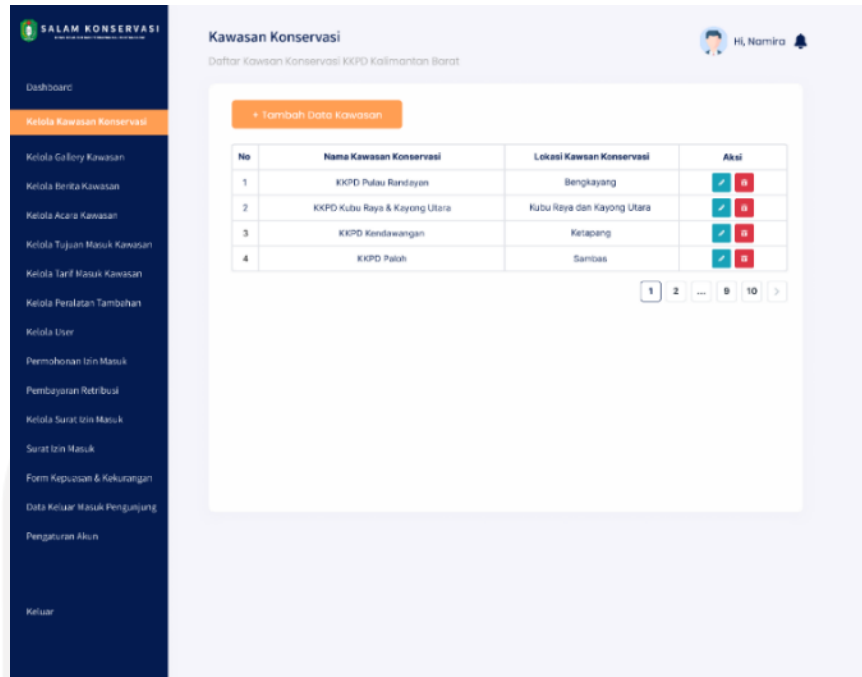 SALAM KONSERVASI
Dashboard
Kelola Kawasan Konservasi
Kelola Gallery Kawasan
Kelola Berita Kawasan
Kelola Acara Kawasan
Kelola Tujuan Masuk Kawasan
Kelola Tarif Masuk Kawasan
Kelola Peralatan Tambahan
Kelola User
Permohonan Izin Masuk
Pembayaran Retribusi
Kelola Surat Izin Masuk
Surat Izin Masuk
Form Kepuasan & Kekurangan
Data Keluar Masuk Pengunjung
Pengaturan Akun
Keluar
Kawasan Konservasi
Hi, Namira
Daftar Kawsan Konservasi KKPD Kalimantan Barat
+ Tambah Data Kawasan
No Nama Kawasan Konservasi Lokasi Kawsan Konservasi Aksi
1 KKPD Pulau Randayan Bengkayang
2 KKPD Kubu Raya & Kayong Utara Kubu Raya dan Kayong Utara
3 KKPD Kendawangan Ketapang
4 KKPD Paloh Sambas
1 2 ... 9 10 >